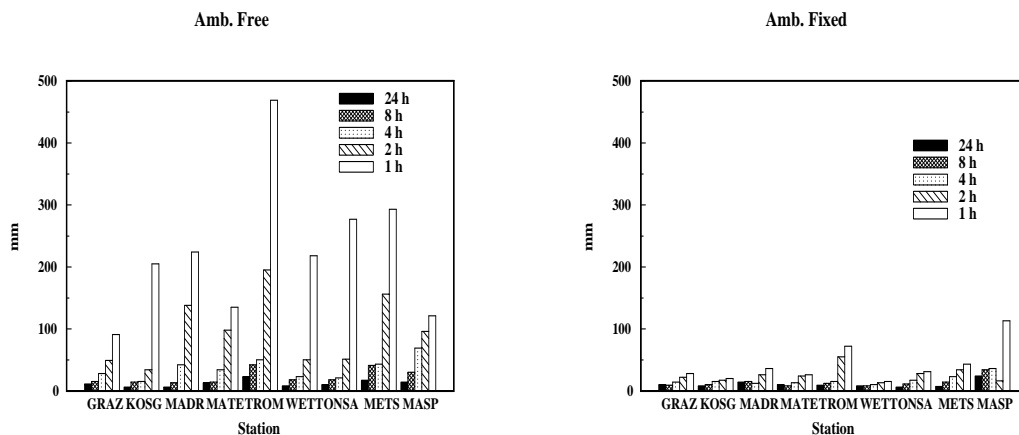 Amb. Free
500
400
300
200
100
0
mm
24 h
8 h
4 h
2 h
1 h
GRAZ KOSG MADR MATE TROM WETT ONSA METS MASP
Station
Amb. Fixed
500
400
300
200
100
0
mm
24 h
8 h
4 h
2 h
1 h
GRAZ KOSG MADR MATE TROM WETT ONSA METS MASP
Station